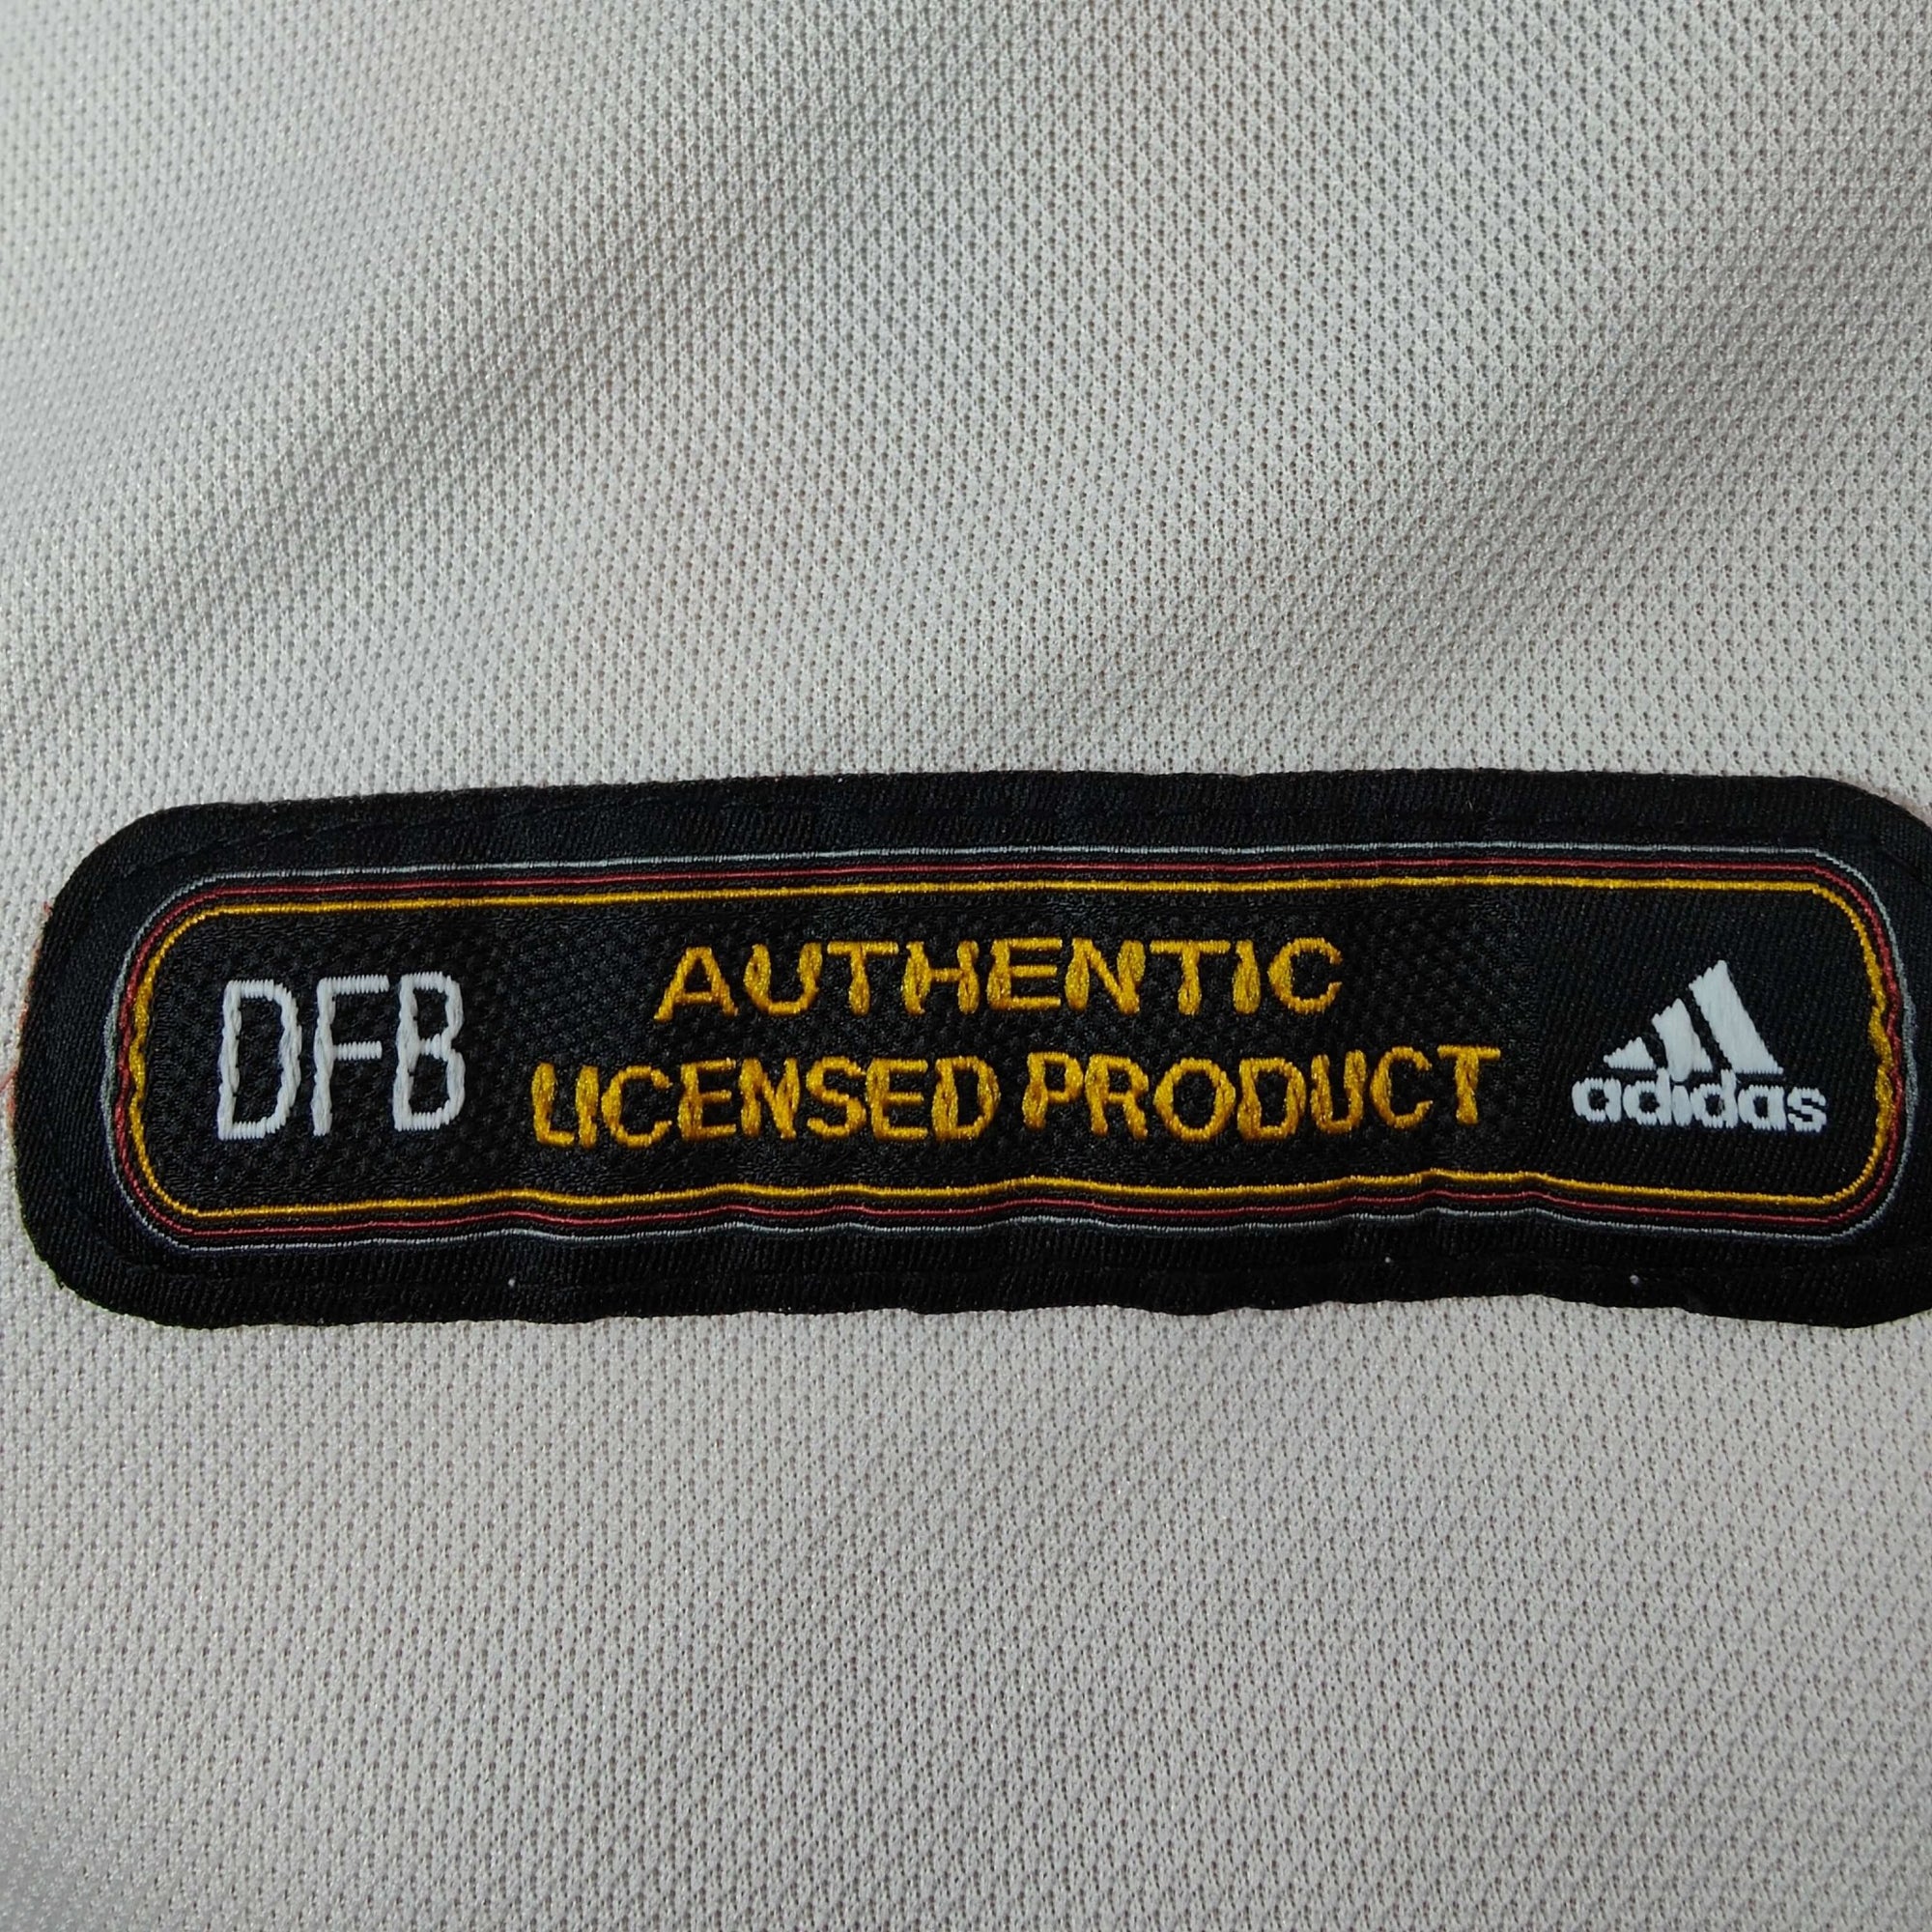 DFB
AUTHENTIC
LICENSED PRODUCT
adidas